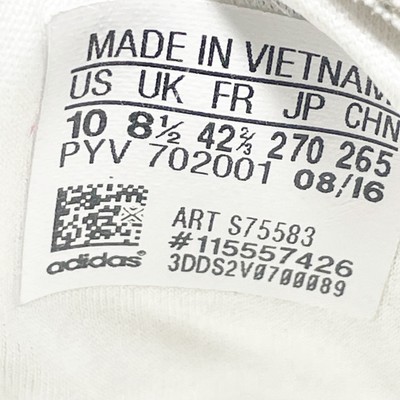 MADE IN VIETNAM
US UK FR JP CHN
10 8½ 42⅔ 270 265
PYV 702001 08/16
ART S75583
#115557426
adidas® 3DDS2V0700089